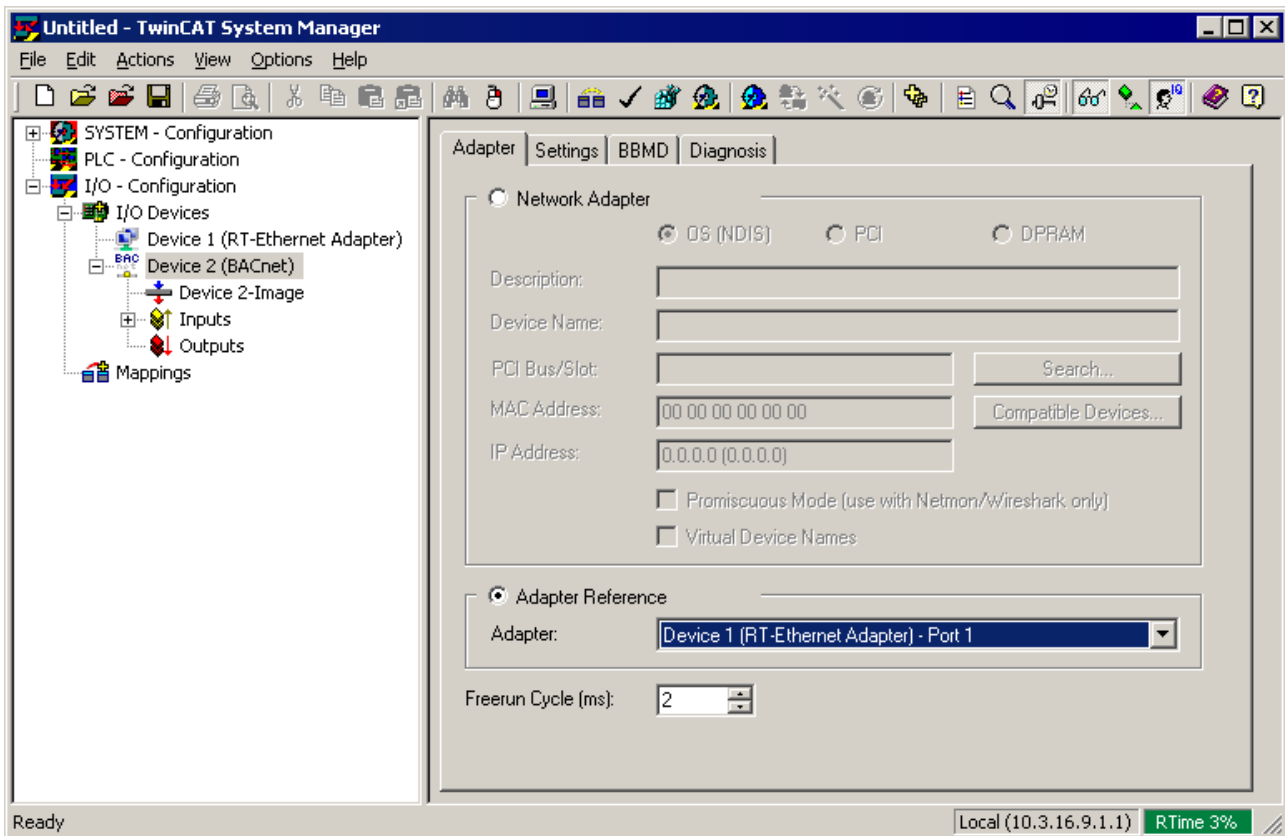 Untitled - TwinCAT System Manager
File Edit Actions View Options Help
SYSTEM - Configuration
PLC - Configuration
I/O - Configuration
I/O Devices
Device 1 (RT-Ethernet Adapter)
BAC net Device 2 (BACnet)
Device 2-Image
Inputs
Outputs
Mappings
Adapter Settings BBMD Diagnosis
Network Adapter
OS (NDIS) PCI DPRAM
Description:
Device Name:
PCI Bus/Slot: Search...
MAC Address: 00 00 00 00 00 00 Compatible Devices...
IP Address: 0.0.0.0 (0.0.0.0)
Promiscuous Mode (use with Netmon/Wireshark only)
Virtual Device Names
Adapter Reference
Adapter: Device 1 (RT-Ethernet Adapter) - Port 1
Freerun Cycle (ms): 2
Ready Local (10.3.16.9.1.1) RTime 3%